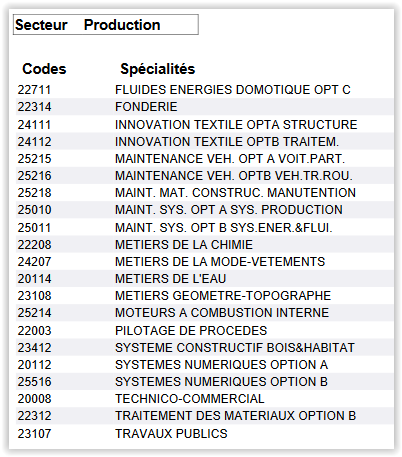 Secteur Production
Codes Spécialités
22711 FLUIDES ENERGIES DOMOTIQUE OPT C
22314 FONDERIE
24111 INNOVATION TEXTILE OPTA STRUCTURE
24112 INNOVATION TEXTILE OPTB TRAITEM.
25215 MAINTENANCE VEH. OPT A VOIT.PART.
25216 MAINTENANCE VEH. OPTB VEH.TR.ROU.
25218 MAINT. MAT. CONSTRUC. MANUTENTION
25010 MAINT. SYS. OPT A SYS. PRODUCTION
25011 MAINT. SYS. OPT B SYS.ENER.&FLUI.
22208 METIERS DE LA CHIMIE
24207 METIERS DE LA MODE-VETEMENTS
20114 METIERS DE L'EAU
23108 METIERS GEOMETRE-TOPOGRAPHE
25214 MOTEURS A COMBUSTION INTERNE
22003 PILOTAGE DE PROCEDES
23412 SYSTEME CONSTRUCTIF BOIS&HABITAT
20112 SYSTEMES NUMERIQUES OPTION A
25516 SYSTEMES NUMERIQUES OPTION B
20008 TECHNICO-COMMERCIAL
22312 TRAITEMENT DES MATERIAUX OPTION B
23107 TRAVAUX PUBLICS